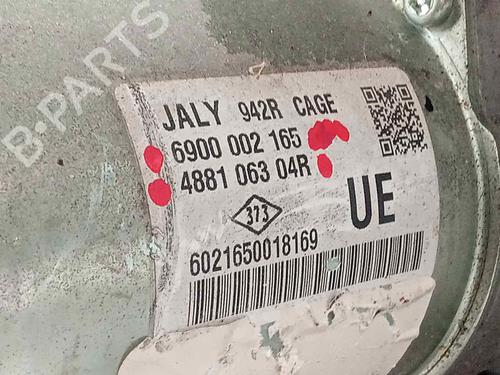 B-PARTS
JALY 942R CAGE
6900 002 165
4881 063 04R
373
UE
6021650018169